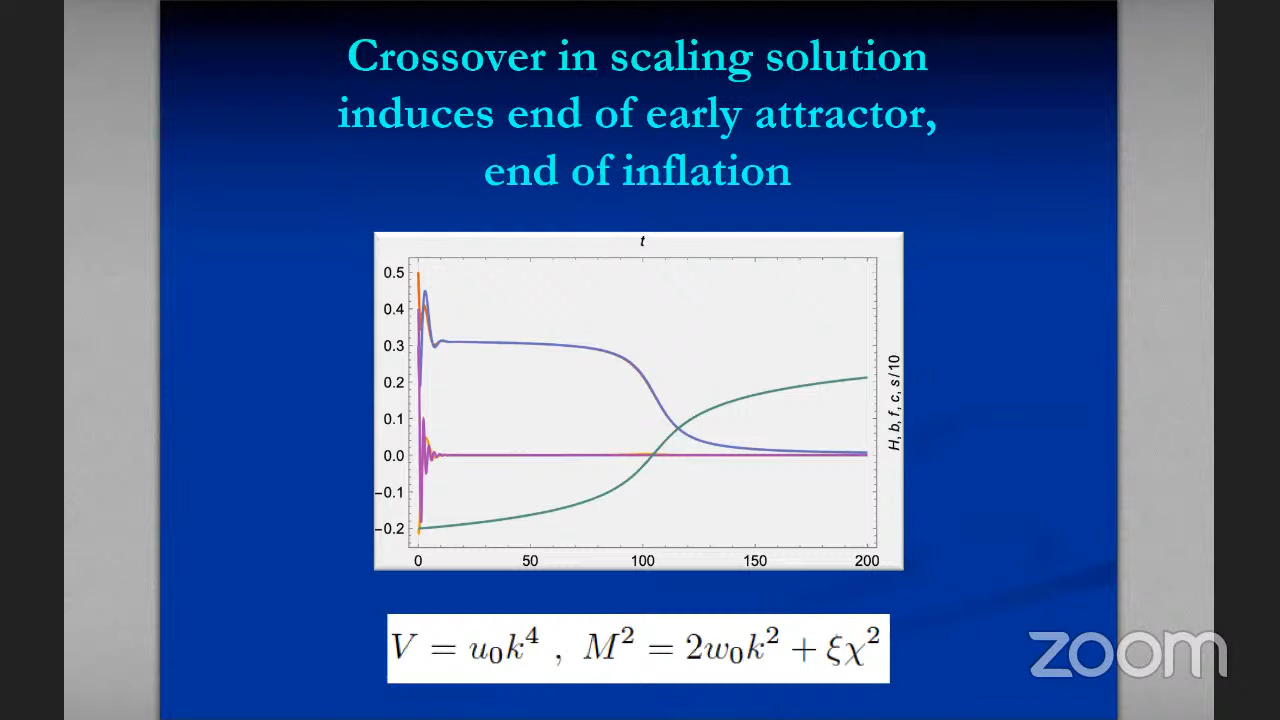 Crossover in scaling solution
induces end of early attractor,
end of inflation
t
0.5
0.4
0.3
0.2
0.1
0.0
−0.1
−0.2
0 50 100 150 200
H, b, f, c, s/10
V = u₀k⁴ , M² = 2w₀k² + ξχ²
zoom